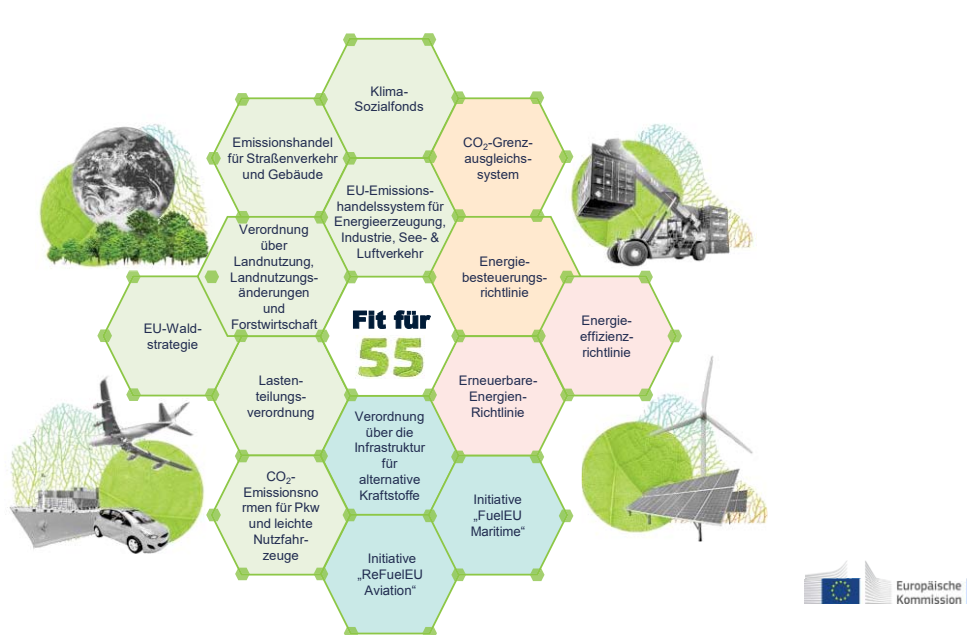 Klima-
Sozialfonds
Emissionshandel
für Straßenverkehr
und Gebäude
CO₂-Grenz-
ausgleichs-
system
EU-Emissions-
handelssystem für
Energieerzeugung,
Industrie, See- &
Luftverkehr
Verordnung
über
Landnutzung,
Landnutzungs-
änderungen
und
Forstwirtschaft
Energie-
besteuerungs-
richtlinie
EU-Wald-
strategie
Fit für
55
Energie-
effizienz-
richtlinie
Lasten-
teilungs-
verordnung
Erneuerbare-
Energien-
Richtlinie
Verordnung
über die
Infrastruktur
für
alternative
Kraftstoffe
CO₂-
Emissionsno
rmen für Pkw
und leichte
Nutzfahr-
zeuge
Initiative
„FuelEU
Maritime“
Initiative
„ReFuelEU
Aviation“
Europäische
Kommission